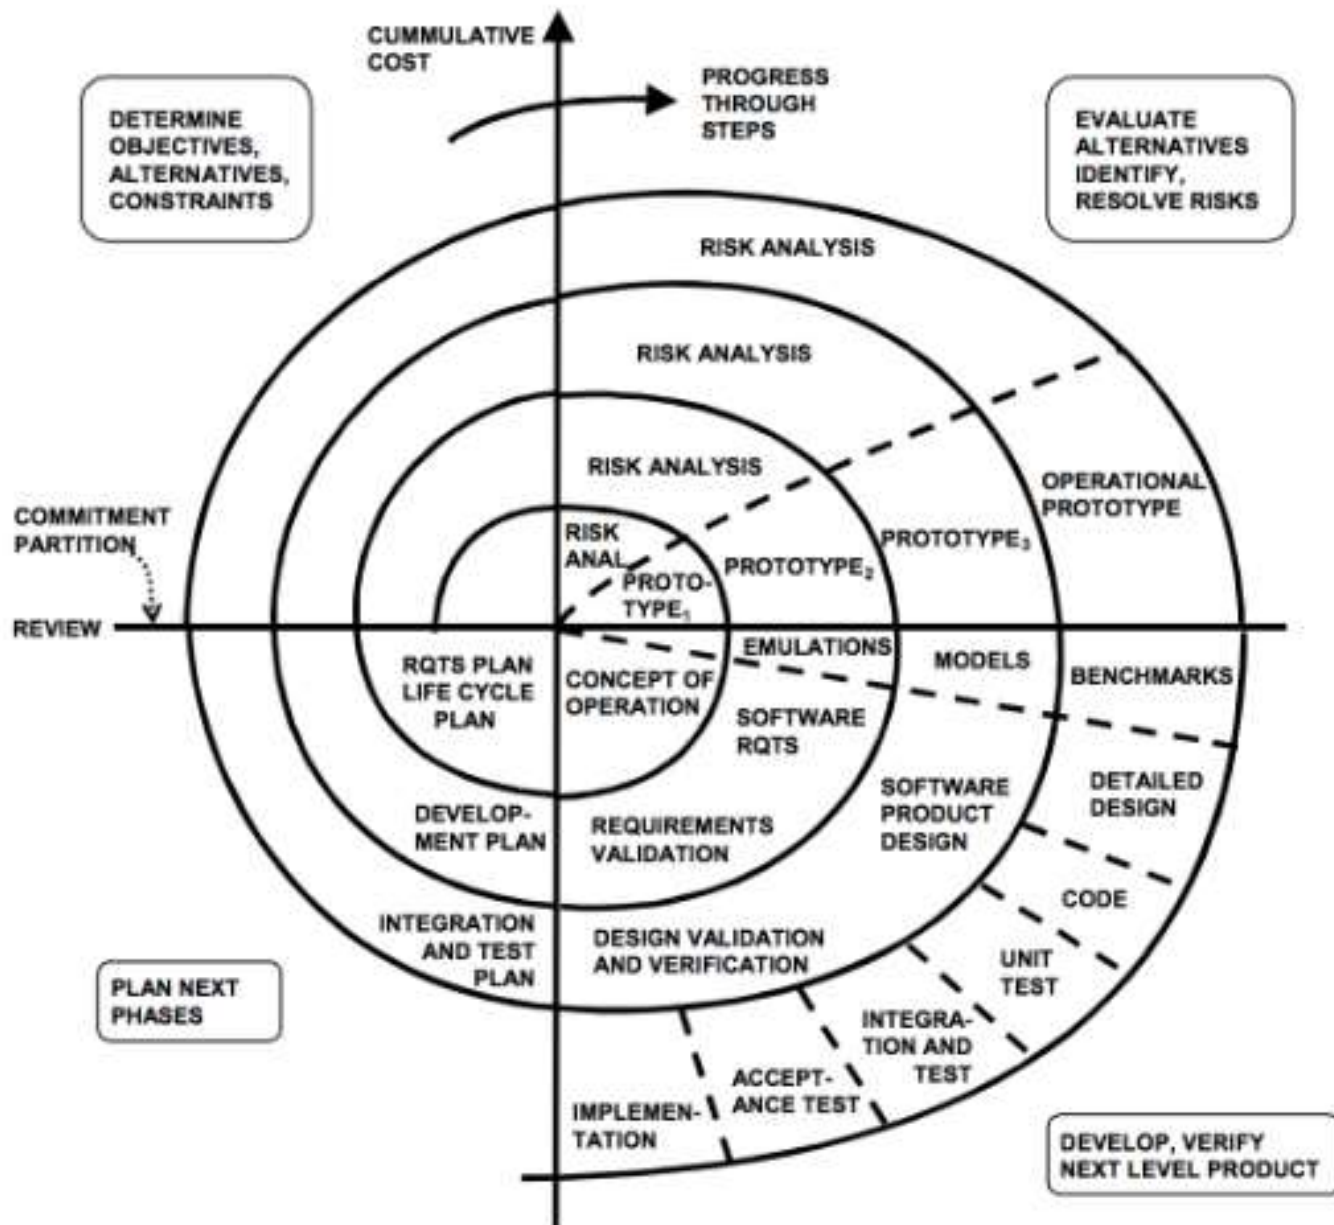 CUMMULATIVE
COST
PROGRESS
THROUGH
STEPS
DETERMINE
OBJECTIVES,
ALTERNATIVES,
CONSTRAINTS
EVALUATE
ALTERNATIVES
IDENTIFY,
RESOLVE RISKS
RISK ANALYSIS
RISK ANALYSIS
RISK ANALYSIS
RISK
ANAL.
PROTO-
TYPE₁
PROTOTYPE₂
PROTOTYPE₃
OPERATIONAL
PROTOTYPE
COMMITMENT
PARTITION
REVIEW
RQTS PLAN
LIFE CYCLE
PLAN
CONCEPT OF
OPERATION
EMULATIONS
MODELS
BENCHMARKS
SOFTWARE
RQTS
SOFTWARE
PRODUCT
DESIGN
DETAILED
DESIGN
DEVELOP-
MENT PLAN
REQUIREMENTS
VALIDATION
CODE
INTEGRATION
AND TEST
PLAN
DESIGN VALIDATION
AND VERIFICATION
UNIT
TEST
PLAN NEXT
PHASES
INTEGRA-
TION AND
TEST
ACCEPT-
ANCE TEST
IMPLEMEN-
TATION
DEVELOP, VERIFY
NEXT LEVEL PRODUCT